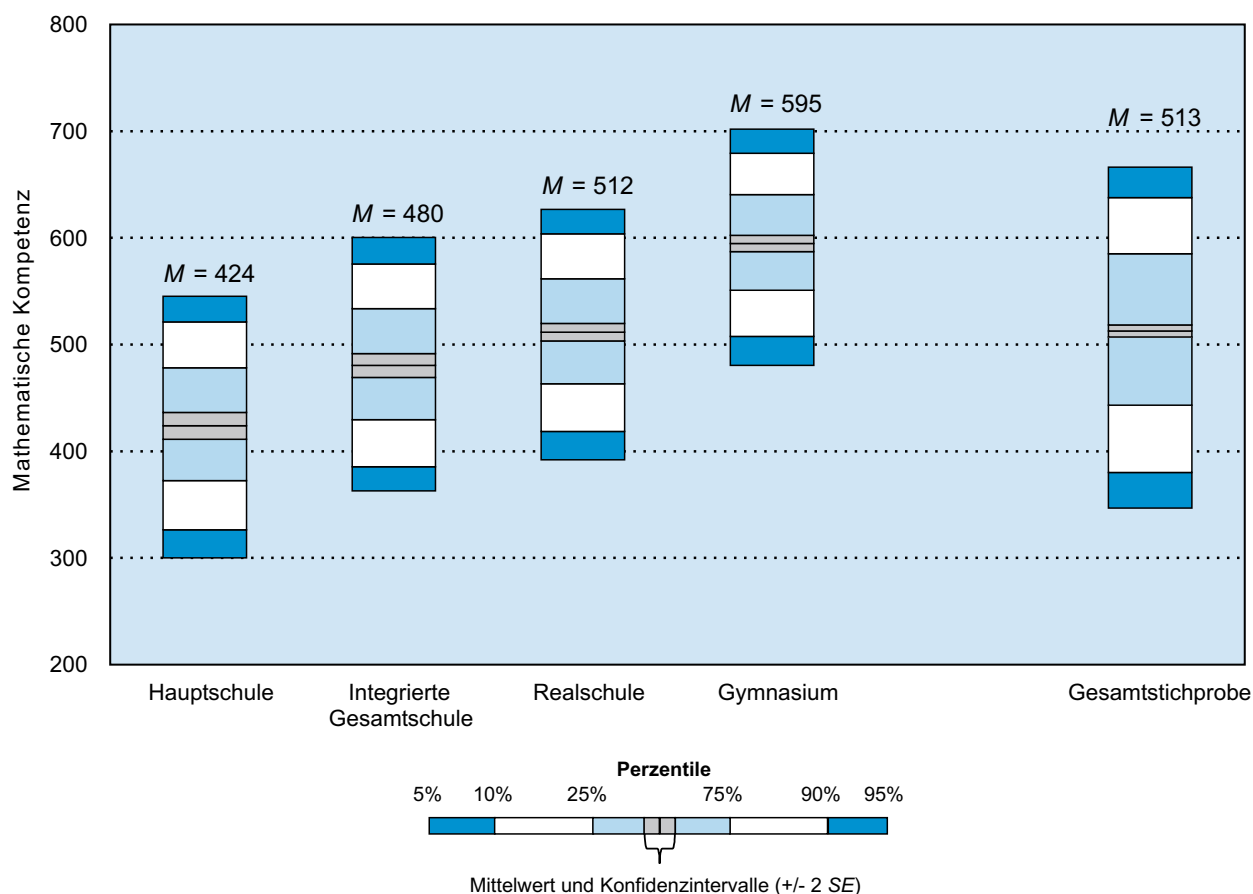 800
700
600
500
400
300
200
Mathematische Kompetenz
M = 424
M = 480
M = 512
M = 595
M = 513
Hauptschule
Integrierte
Gesamtschule
Realschule
Gymnasium
Gesamtstichprobe
Perzentile
5% 10% 25% 75% 90% 95%
Mittelwert und Konfidenzintervalle (+/- 2 SE)